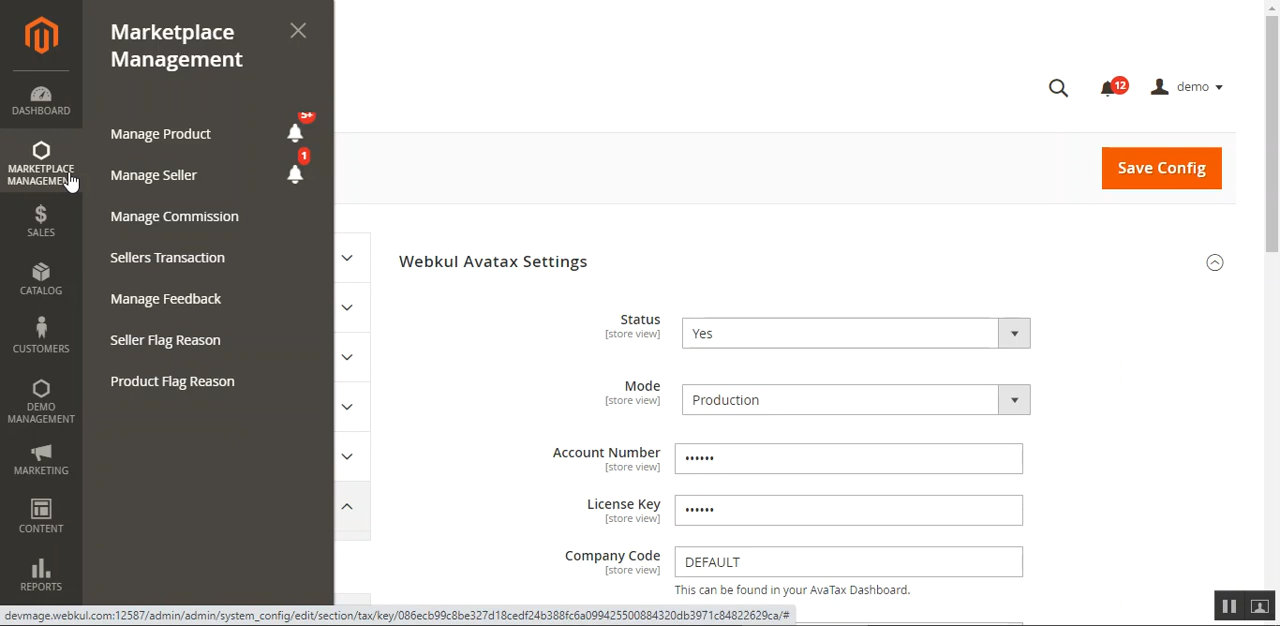 Marketplace
Management
DASHBOARD
MARKETPLACE
MANAGEMENT
SALES
CATALOG
CUSTOMERS
DEMO
MANAGEMENT
MARKETING
CONTENT
REPORTS
Manage Product
5+
Manage Seller
1
Manage Commission
Sellers Transaction
Manage Feedback
Seller Flag Reason
Product Flag Reason
12
demo
Save Config
Webkul Avatax Settings
Status
[store view]
Yes
Mode
[store view]
Production
Account Number
[store view]
••••••
License Key
[store view]
••••••
Company Code
[store view]
DEFAULT
This can be found in your AvaTax Dashboard.
devmage.webkul.com:12587/admin/admin/system_config/edit/section/tax/key/086ecb99c8be327d18cedf24b388fc6a099425500884320db3971c84822629ca/#